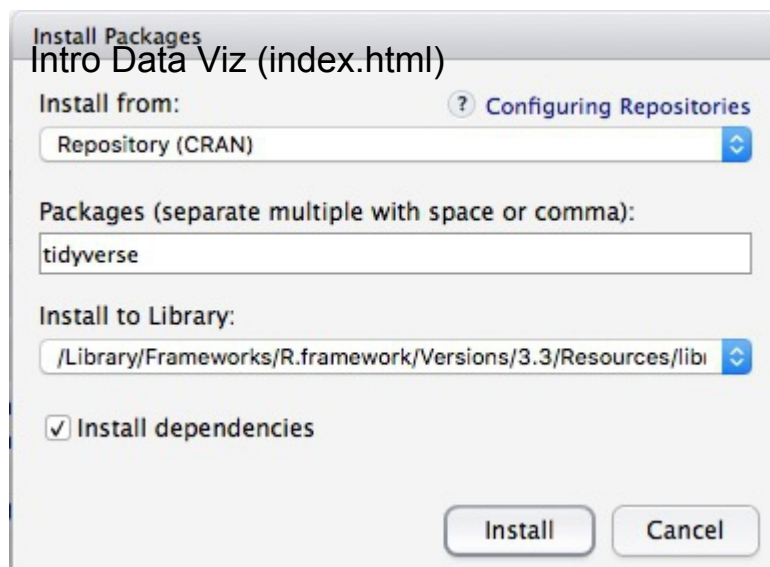 Install Packages
Intro Data Viz (index.html)
Install from:
? Configuring Repositories
Repository (CRAN)
Packages (separate multiple with space or comma):
tidyverse
Install to Library:
/Library/Frameworks/R.framework/Versions/3.3/Resources/libr
Install dependencies
Install
Cancel